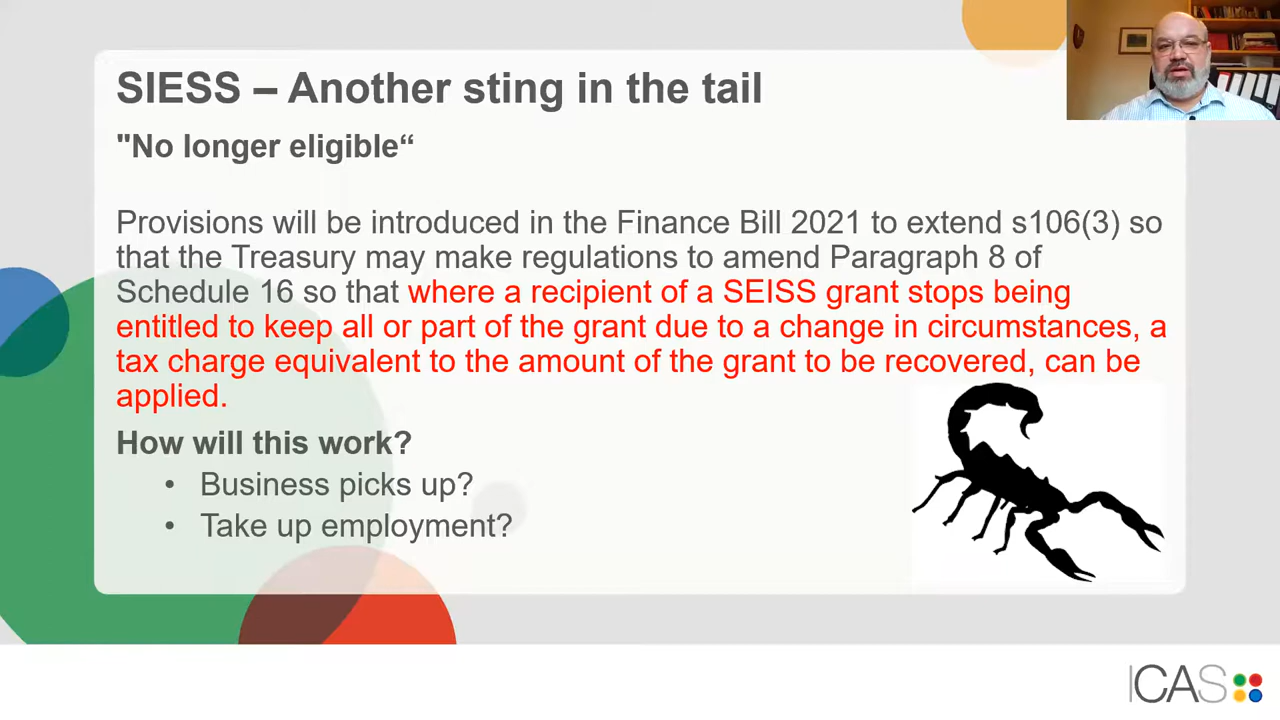 SIESS – Another sting in the tail
"No longer eligible“
Provisions will be introduced in the Finance Bill 2021 to extend s106(3) so
that the Treasury may make regulations to amend Paragraph 8 of
Schedule 16 so that where a recipient of a SEISS grant stops being
entitled to keep all or part of the grant due to a change in circumstances, a
tax charge equivalent to the amount of the grant to be recovered, can be
applied.
How will this work?
• Business picks up?
• Take up employment?
ICAS